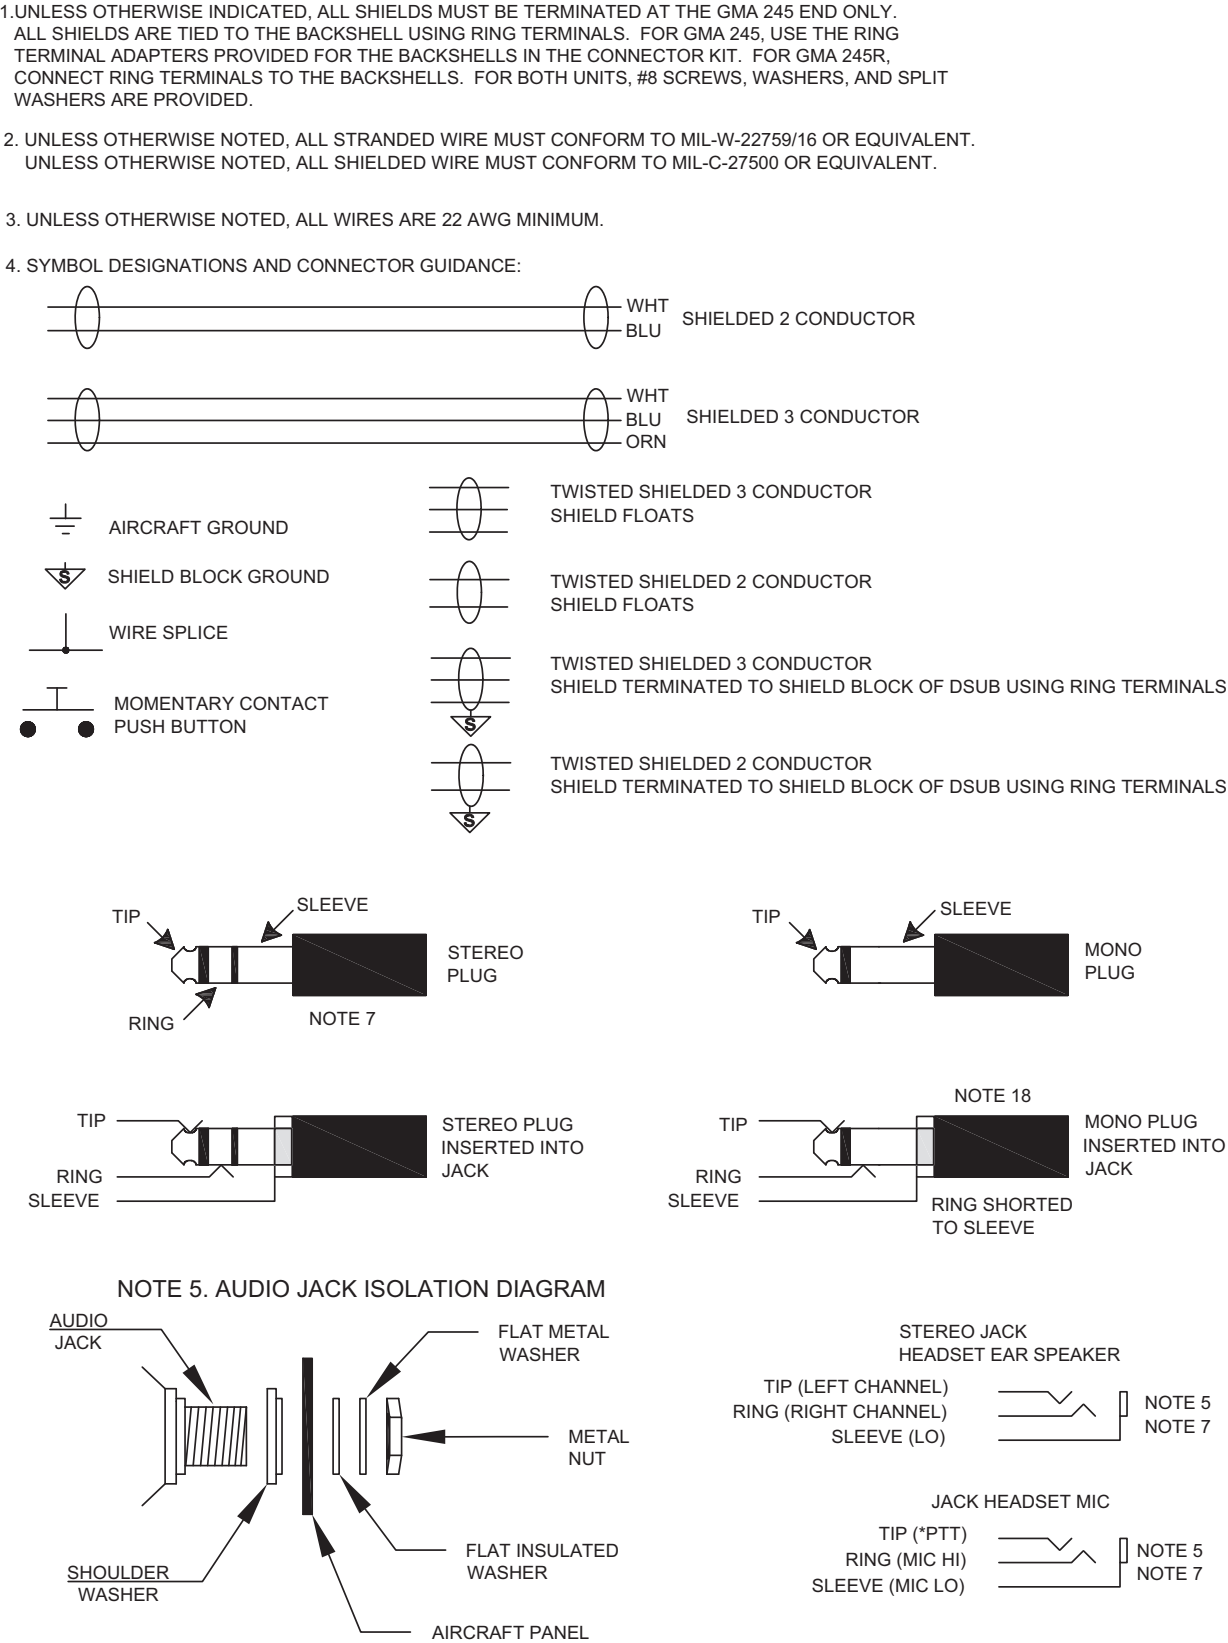 1.UNLESS OTHERWISE INDICATED, ALL SHIELDS MUST BE TERMINATED AT THE GMA 245 END ONLY.
ALL SHIELDS ARE TIED TO THE BACKSHELL USING RING TERMINALS. FOR GMA 245, USE THE RING
TERMINAL ADAPTERS PROVIDED FOR THE BACKSHELLS IN THE CONNECTOR KIT. FOR GMA 245R,
CONNECT RING TERMINALS TO THE BACKSHELLS. FOR BOTH UNITS, #8 SCREWS, WASHERS, AND SPLIT
WASHERS ARE PROVIDED.
2. UNLESS OTHERWISE NOTED, ALL STRANDED WIRE MUST CONFORM TO MIL-W-22759/16 OR EQUIVALENT.
UNLESS OTHERWISE NOTED, ALL SHIELDED WIRE MUST CONFORM TO MIL-C-27500 OR EQUIVALENT.
3. UNLESS OTHERWISE NOTED, ALL WIRES ARE 22 AWG MINIMUM.
4. SYMBOL DESIGNATIONS AND CONNECTOR GUIDANCE:
WHT
BLU
SHIELDED 2 CONDUCTOR
WHT
BLU
ORN
SHIELDED 3 CONDUCTOR
AIRCRAFT GROUND
S
SHIELD BLOCK GROUND
WIRE SPLICE
MOMENTARY CONTACT
PUSH BUTTON
TWISTED SHIELDED 3 CONDUCTOR
SHIELD FLOATS
TWISTED SHIELDED 2 CONDUCTOR
SHIELD FLOATS
TWISTED SHIELDED 3 CONDUCTOR
SHIELD TERMINATED TO SHIELD BLOCK OF DSUB USING RING TERMINALS
S
TWISTED SHIELDED 2 CONDUCTOR
SHIELD TERMINATED TO SHIELD BLOCK OF DSUB USING RING TERMINALS
S
TIP
SLEEVE
RING
STEREO
PLUG
NOTE 7
TIP
SLEEVE
MONO
PLUG
TIP
RING
SLEEVE
STEREO PLUG
INSERTED INTO
JACK
NOTE 18
TIP
RING
SLEEVE
MONO PLUG
INSERTED INTO
JACK
RING SHORTED
TO SLEEVE
NOTE 5. AUDIO JACK ISOLATION DIAGRAM
AUDIO
JACK
FLAT METAL
WASHER
METAL
NUT
FLAT INSULATED
WASHER
SHOULDER
WASHER
AIRCRAFT PANEL
STEREO JACK
HEADSET EAR SPEAKER
TIP (LEFT CHANNEL)
RING (RIGHT CHANNEL)
SLEEVE (LO)
NOTE 5
NOTE 7
JACK HEADSET MIC
TIP (*PTT)
RING (MIC HI)
SLEEVE (MIC LO)
NOTE 5
NOTE 7